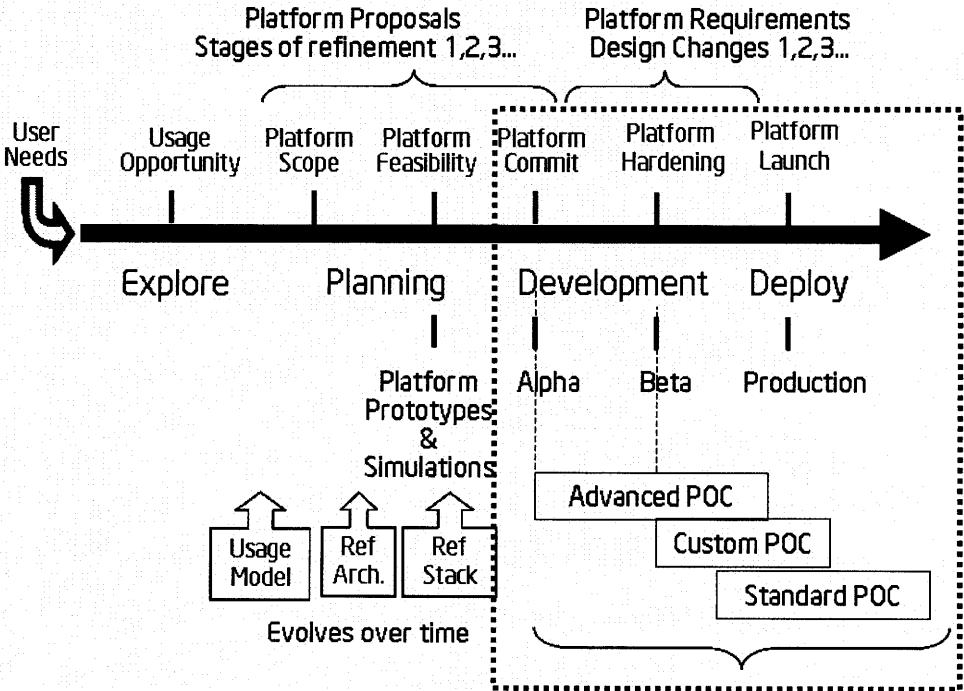 Platform Proposals
Stages of refinement 1,2,3...
Platform Requirements
Design Changes 1,2,3...
User
Needs
Usage
Opportunity
Platform
Scope
Platform
Feasibility
Platform
Commit
Platform
Hardening
Platform
Launch
Explore
Planning
Development
Deploy
Platform
Prototypes
&
Simulations
Alpha
Beta
Production
Advanced POC
Custom POC
Standard POC
Usage
Model
Ref
Arch.
Ref
Stack
Evolves over time